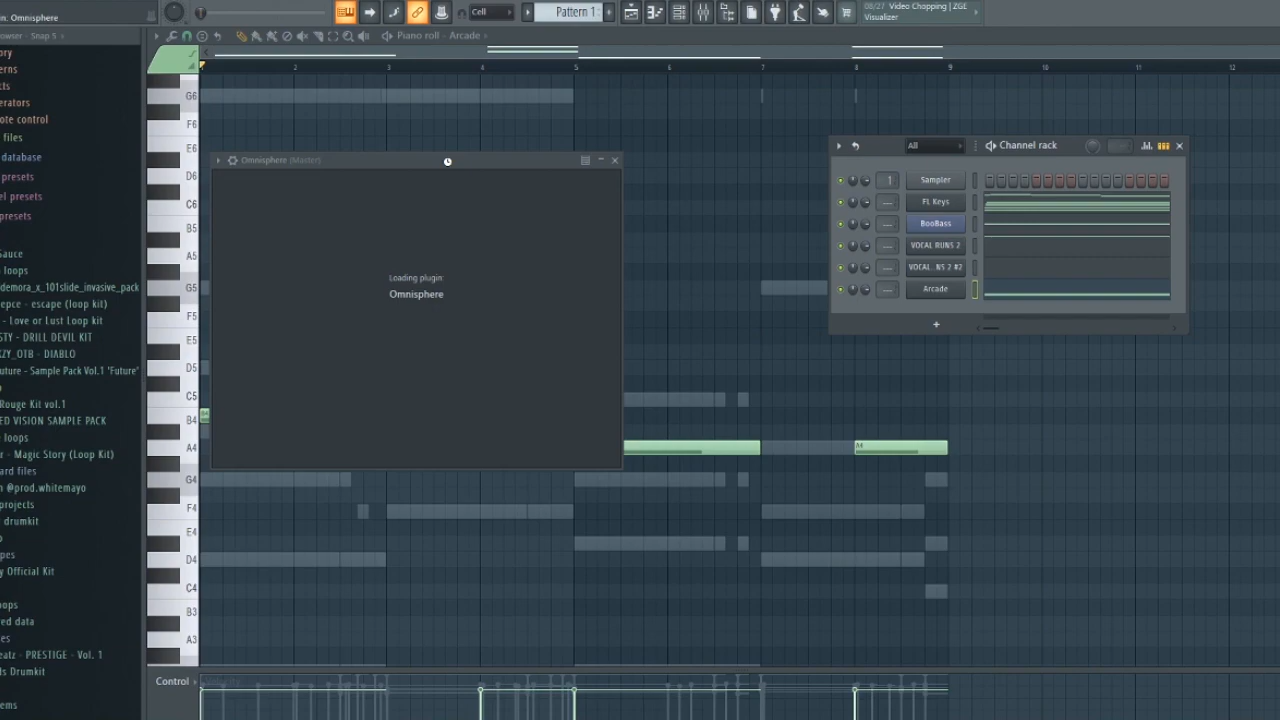 n: Omnisphere
Cell
Pattern 1
08/27 Video Chopping | ZGE
Visualizer
owser - Snap 5
Piano roll - Arcade
2
3
4
5
6
7
8
9
10
11
12
ory
erns
cts
erators
ote control
files
database
presets
el presets
presets
Sauce
loops
demora_x_101slide_invasive_pack
epce - escape (loop kit)
- Love or Lust Loop kit
STY - DRILL DEVIL KIT
KZY_OTB - DIABLO
uture - Sample Pack Vol.1 'Future'
Rouge Kit vol.1
ED VISION SAMPLE PACK
e loops
r - Magic Story (Loop Kit)
ard files
n @prod.whitemayo
projects
drumkit
pes
y Official Kit
ops
red data
es
eatz - PRESTIGE - Vol. 1
ls Drumkit
ems
G6
F6
E6
D6
C6
B5
A5
G5
F5
E5
D5
C5
B4
A4
G4
F4
E4
D4
C4
B3
A3
Omnisphere (Master)
Loading plugin:
Omnisphere
All
Channel rack
1
Sampler
---
FL Keys
---
BooBass
---
VOCAL RUNS 2
---
VOCAL...NS 2 #2
---
Arcade
+
A4
Control
Velocity